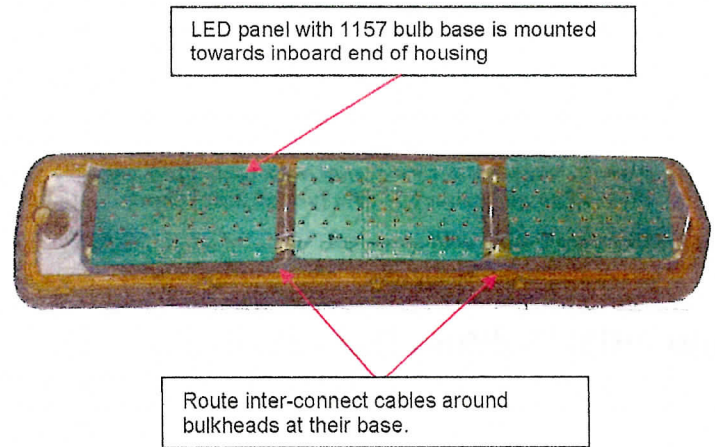 LED panel with 1157 bulb base is mounted
towards inboard end of housing
Route inter-connect cables around
bulkheads at their base.